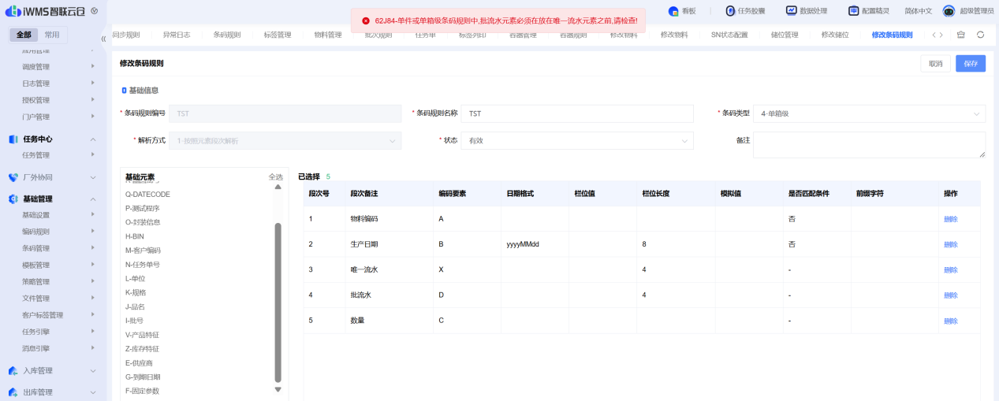 iWMS智联云仓
看板
任务胶囊
数据处理
配置精灵
简体中文
超级管理员
62J84-单件或单箱级条码规则中,批流水元素必须在放在唯一流水元素之前,请检查!
全部 常用
同步规则 异常日志 条码规则 标签管理 物料管理 批次规则 任务单 标签列印 容器管理 容器规则 修改物料 修改物料 SN状态配置 储位管理 修改储位 修改条码规则
应用管理
调度管理
日志管理
授权管理
门户管理
任务中心
任务管理
厂外协同
基础管理
基础设置
编码规则
条码管理
模板管理
策略管理
文件管理
客户标签管理
任务引擎
消息引擎
入库管理
出库管理
修改条码规则
取消 保存
基础信息
* 条码规则编号 TST
* 条码规则名称 TST
* 条码类型 4-单箱级
* 解析方式 1-按照元素段次解析
* 状态 有效
备注
基础元素 全选
Q-DATECODE
P-测试程序
O-封装信息
H-BIN
M-客户编码
N-任务单号
L-单位
K-规格
J-品名
I-批号
V-产品特征
Z-库存特征
E-供应商
G-到期日期
F-固定参数
已选择 5
段次号 段次备注 编码要素 日期格式 栏位值 栏位长度 模拟值 是否匹配条件 前缀字符 操作
1 物料编码 A 否 删除
2 生产日期 B yyyyMMdd 8 否 删除
3 唯一流水 X 4 - 删除
4 批流水 D 4 - 删除
5 数量 C - 删除